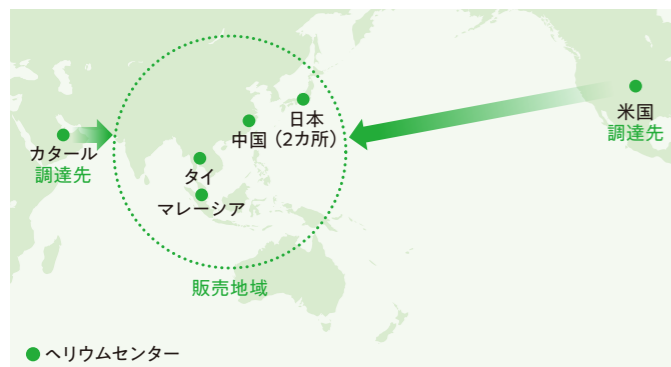 日本
中国（2カ所）
米国
調達先
カタール
調達先
タイ
マレーシア
販売地域
ヘリウムセンター